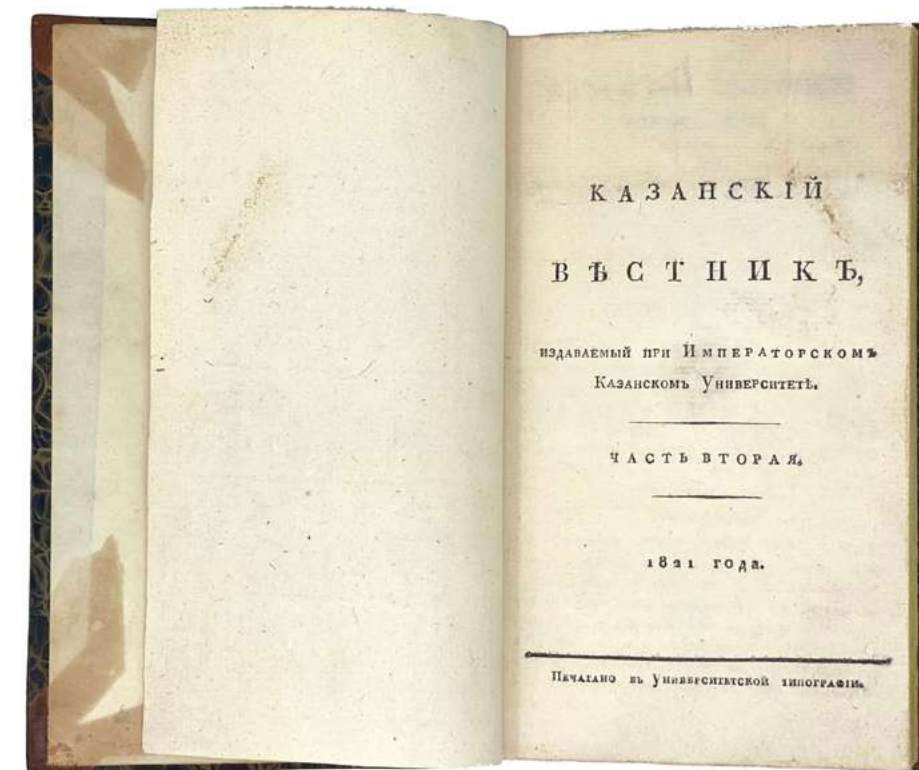 КАЗАНСКІЙ
ВѢСТНИКЪ,
ИЗДАВАЕМЫЙ ПРИ ИМПЕРАТОРСКОМЪ
КАЗАНСКОМЪ УНИВЕРСИТЕТѢ.
ЧАСТЬ ВТОРАЯ.
1821 года.
ПЕЧАТАНО ВЪ УНИВЕРСИТЕТСКОЙ ТИПОГРАФІИ.